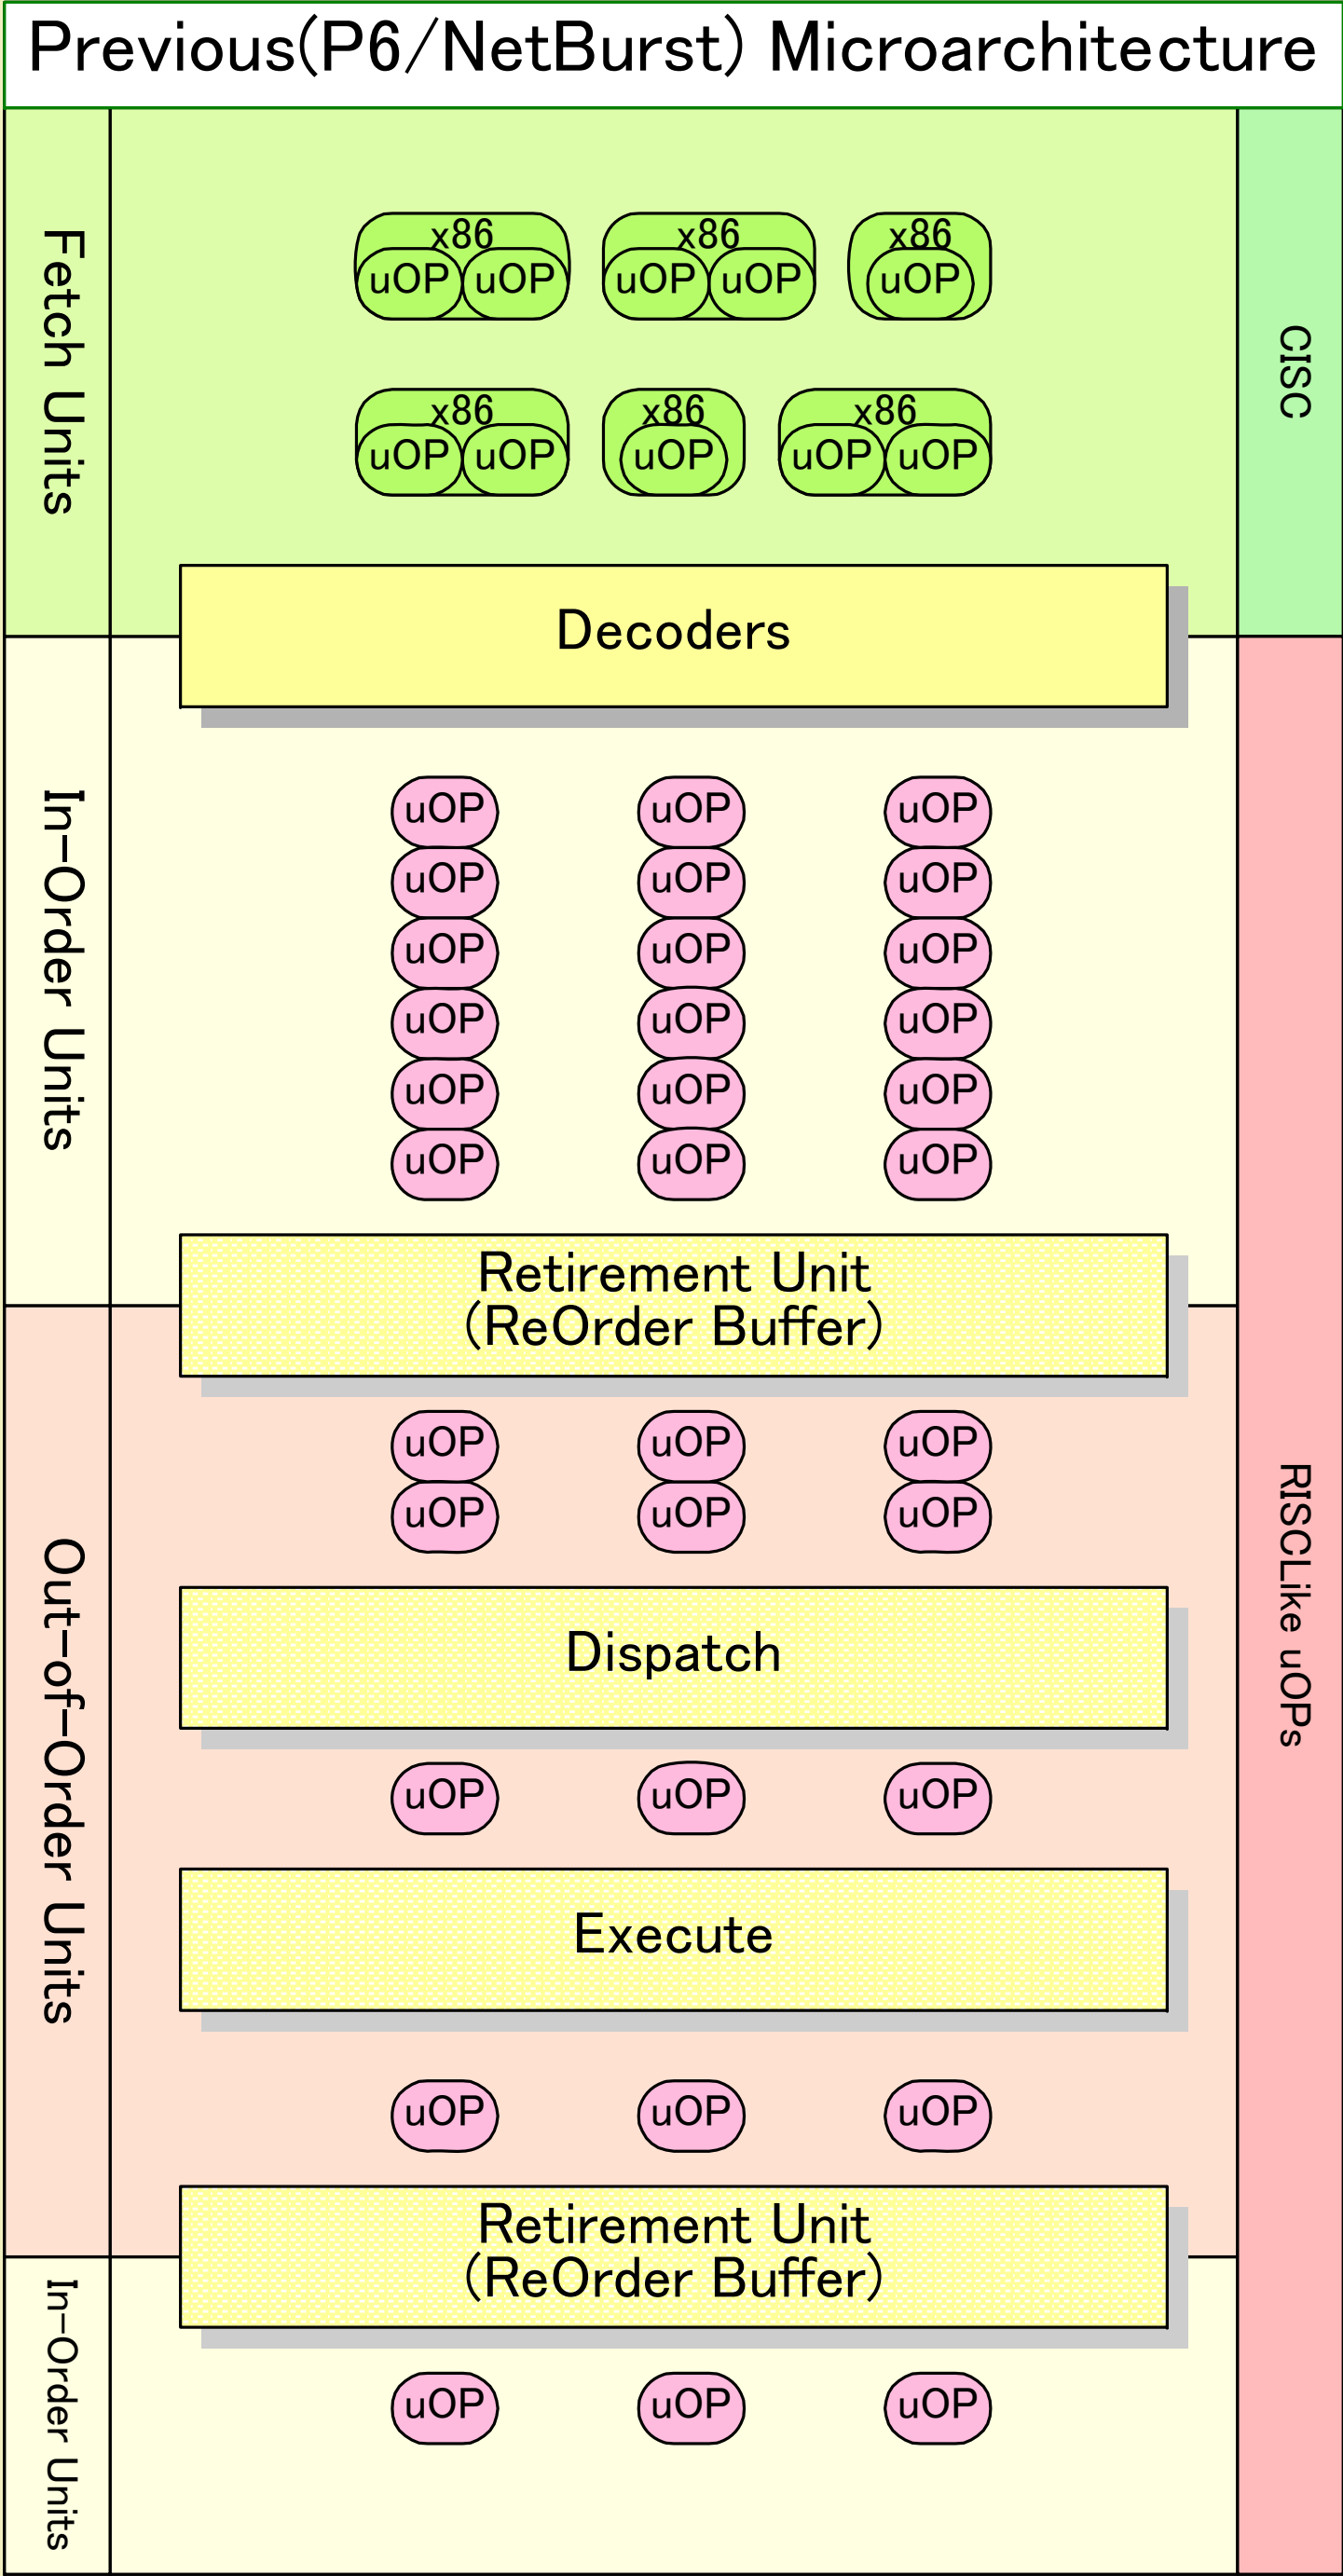 Previous(P6/NetBurst) Microarchitecture
Fetch Units
CISC
x86 x86 x86
uOP uOP uOP uOP uOP
x86 x86 x86
uOP uOP uOP uOP uOP
Decoders
In-Order Units
RISCLike uOPs
uOP uOP uOP
uOP uOP uOP
uOP uOP uOP
uOP uOP uOP
uOP uOP uOP
uOP uOP uOP
Retirement Unit
(ReOrder Buffer)
Out-of-Order Units
uOP uOP uOP
uOP uOP uOP
Dispatch
uOP uOP uOP
Execute
uOP uOP uOP
Retirement Unit
(ReOrder Buffer)
In-Order Units
uOP uOP uOP